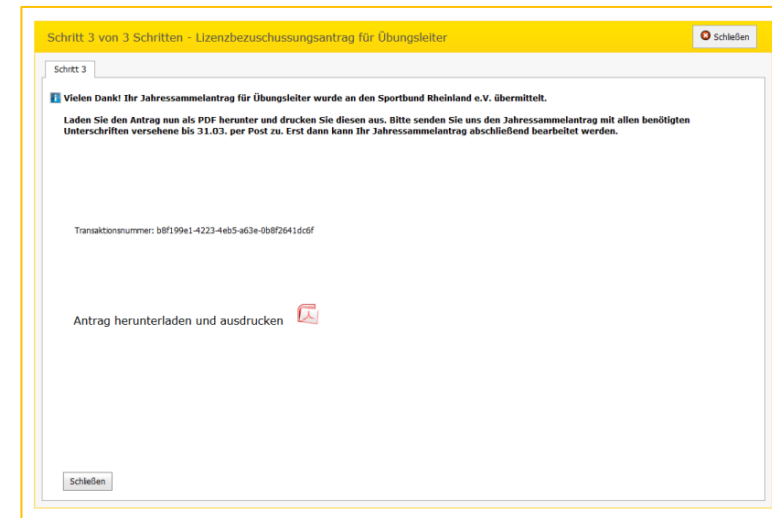 Schritt 3 von 3 Schritten - Lizenzbezuschussungsantrag für Übungsleiter
Schließen
Schritt 3
Vielen Dank! Ihr Jahressammelantrag für Übungsleiter wurde an den Sportbund Rheinland e.V. übermittelt.
Laden Sie den Antrag nun als PDF herunter und drucken Sie diesen aus. Bitte senden Sie uns den Jahressammelantrag mit allen benötigten
Unterschriften versehene bis 31.03. per Post zu. Erst dann kann Ihr Jahressammelantrag abschließend bearbeitet werden.
Transaktionsnummer: b8f199e1-4223-4eb5-a63e-0b8f2641dc6f
Antrag herunterladen und ausdrucken
Schließen